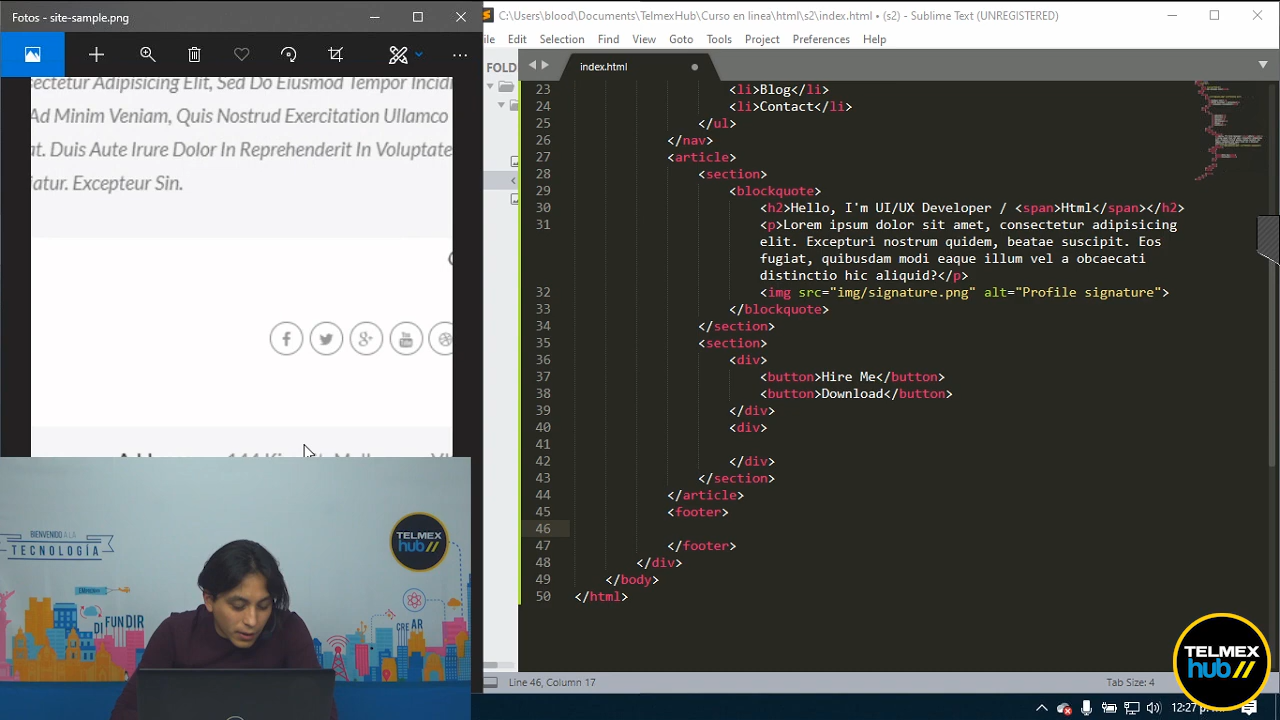 Fotos - site-sample.png
sectetur Adipisicing Elit, Sed Do Eiusmod Tempor Incidi
Ad Minim Veniam, Quis Nostrud Exercitation Ullamco
at. Duis Aute Irure Dolor In Reprehenderit In Voluptate
iatur. Excepteur Sin.
BIENVENIDO A LA
TECNOLOGÍA
DIFUNDIR
CREAR
TELMEX
hub//
C:\Users\blood\Documents\TelmexHub\Curso en linea\html\s2\index.html • (s2) - Sublime Text (UNREGISTERED)
ile Edit Selection Find View Goto Tools Project Preferences Help
FOLD
index.html
23 <li>Blog</li>
24 <li>Contact</li>
25 </ul>
26 </nav>
27 <article>
28 <section>
29 <blockquote>
30 <h2>Hello, I'm UI/UX Developer / <span>Html</span></h2>
31 <p>Lorem ipsum dolor sit amet, consectetur adipisicing
elit. Excepturi nostrum quidem, beatae suscipit. Eos
fugiat, quibusdam modi eaque illum vel a obcaecati
distinctio hic aliquid?</p>
32 <img src="img/signature.png" alt="Profile signature">
33 </blockquote>
34 </section>
35 <section>
36 <div>
37 <button>Hire Me</button>
38 <button>Download</button>
39 </div>
40 <div>
41
42 </div>
43 </section>
44 </article>
45 <footer>
46
47 </footer>
48 </div>
49 </body>
50 </html>
Line 46, Column 17
Tab Size: 4
12:27 p.
TELMEX
hub//